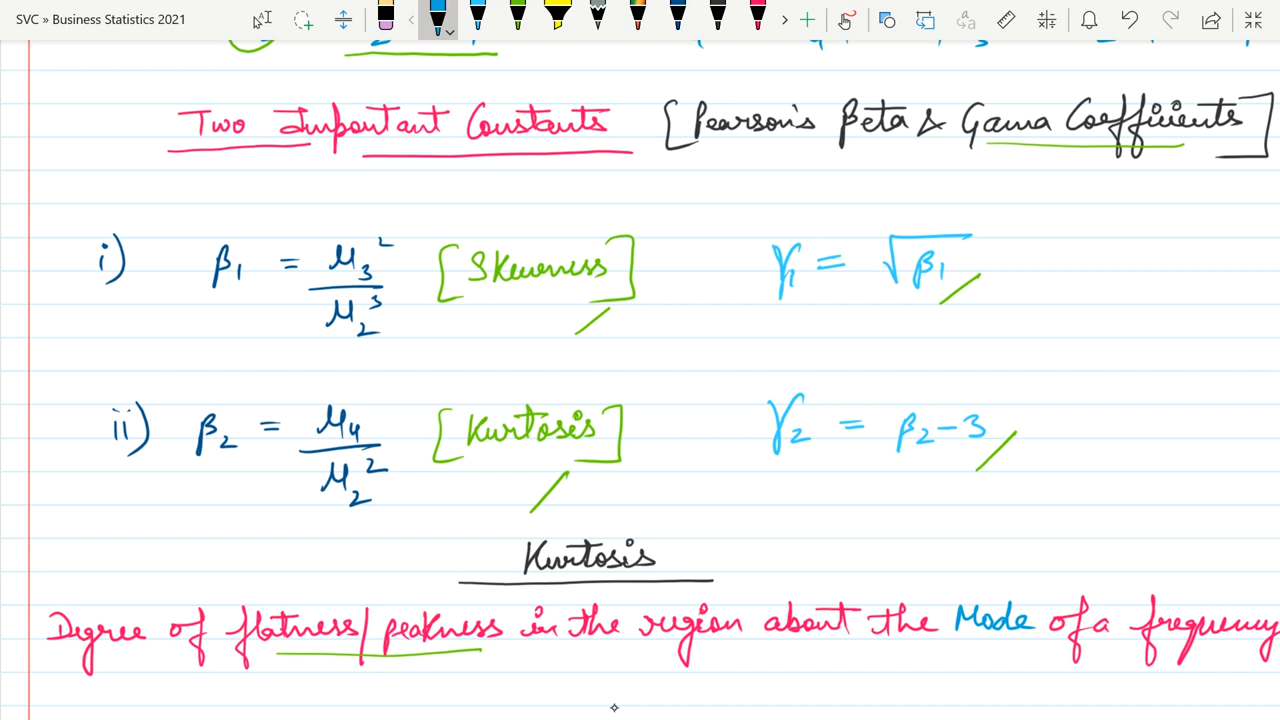 SVC » Business Statistics 2021
Two Important Constants [Pearson's Beta & Gama Coefficients]
i) β₁ = μ₃² / μ₂³ [Skewness] γ₁ = √β₁
ii) β₂ = μ₄ / μ₂² [Kurtosis] γ₂ = β₂ - 3
Kurtosis
Degree of flatness/peakness in the region about the Mode of a frequency